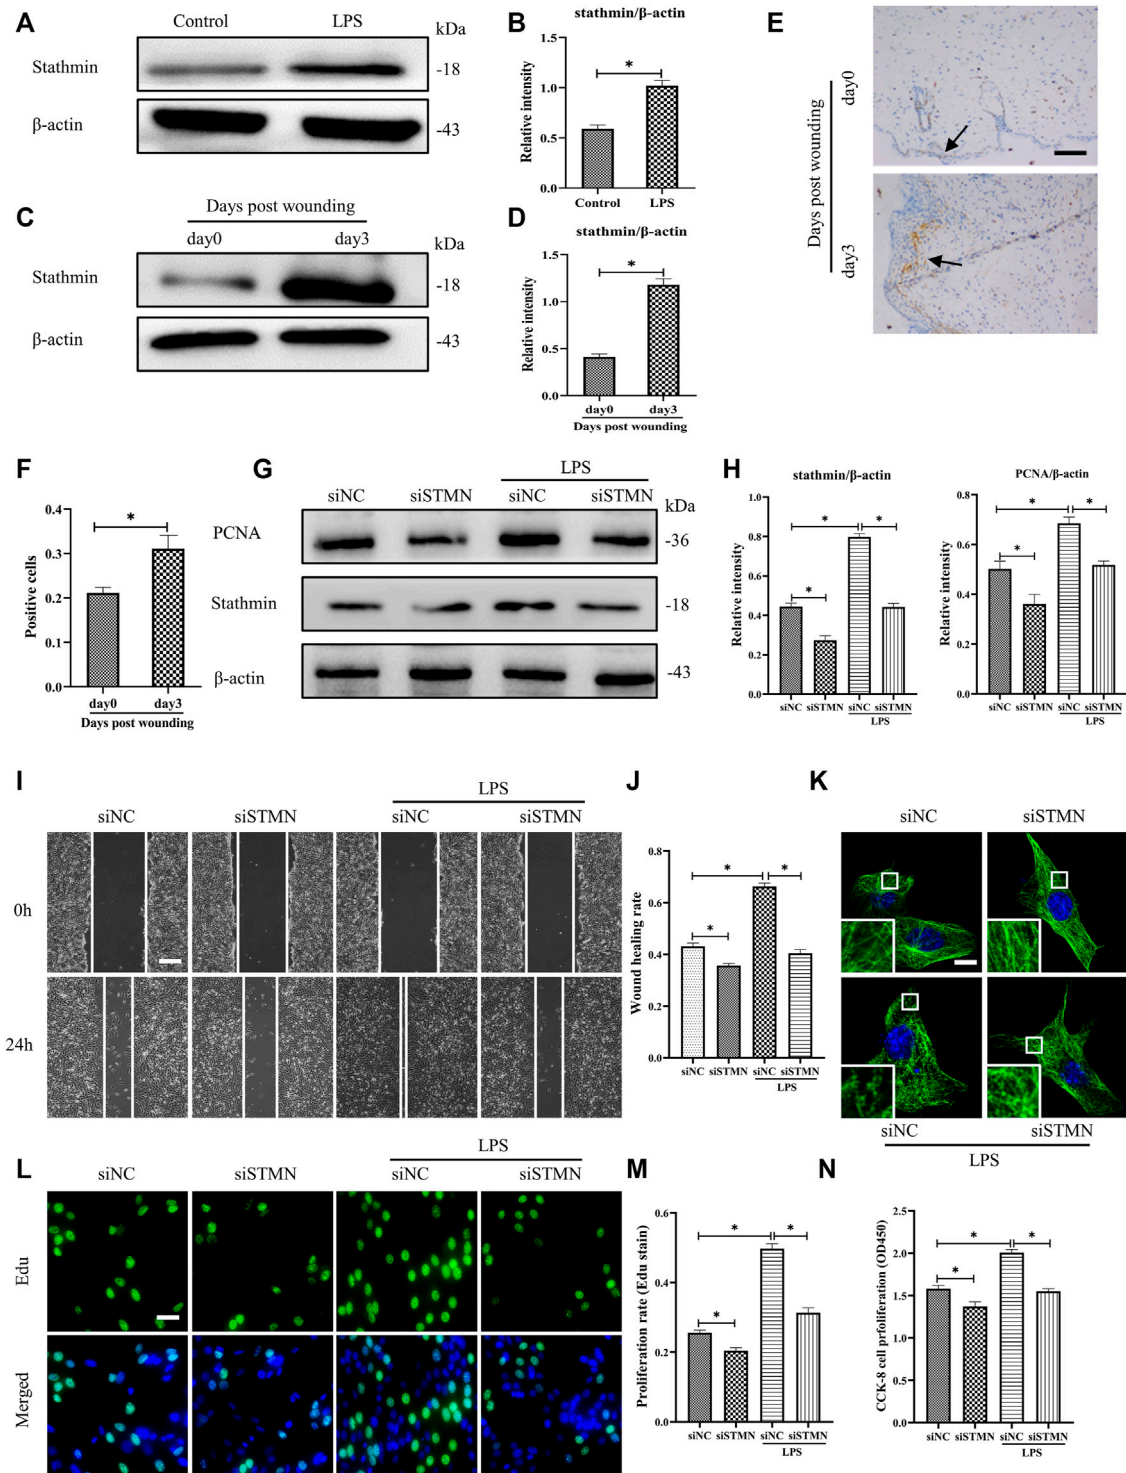 A
Control LPS kDa
Stathmin -18
β-actin -43
B
stathmin/β-actin
Relative intensity
1.5
1.0
0.5
0.0
Control LPS
*
C
Days post wounding
day0 day3 kDa
Stathmin -18
β-actin -43
D
stathmin/β-actin
Relative intensity
1.5
1.0
0.5
0.0
*
day0 day3
Days post wounding
E
Days post wounding
day0
day3
F
Positive cells
0.4
0.3
0.2
0.1
0.0
*
day0 day3
Days post wounding
G
LPS
siNC siSTMN siNC siSTMN
kDa
PCNA -36
Stathmin -18
β-actin -43
H
stathmin/β-actin
Relative intensity
1.0
0.8
0.6
0.4
0.2
0.0
* * *
siNC siSTMN siNC siSTMN
LPS
PCNA/β-actin
Relative intensity
0.8
0.6
0.4
0.2
0.0
* * *
siNC siSTMN siNC siSTMN
LPS
I
LPS
siNC siSTMN siNC siSTMN
0h
24h
J
Wound healing rate
0.8
0.6
0.4
0.2
0.0
* * *
siNC siSTMN siNC siSTMN
LPS
K
siNC siSTMN
siNC siSTMN
LPS
L
LPS
siNC siSTMN siNC siSTMN
Edu
Merged
M
Proliferation rate (Edu stain)
0.6
0.4
0.2
0.0
* * *
siNC siSTMN siNC siSTMN
LPS
N
CCK-8 cell prfoliferation (OD450)
2.5
2.0
1.5
1.0
0.5
0.0
* * *
siNC siSTMN siNC siSTMN
LPS